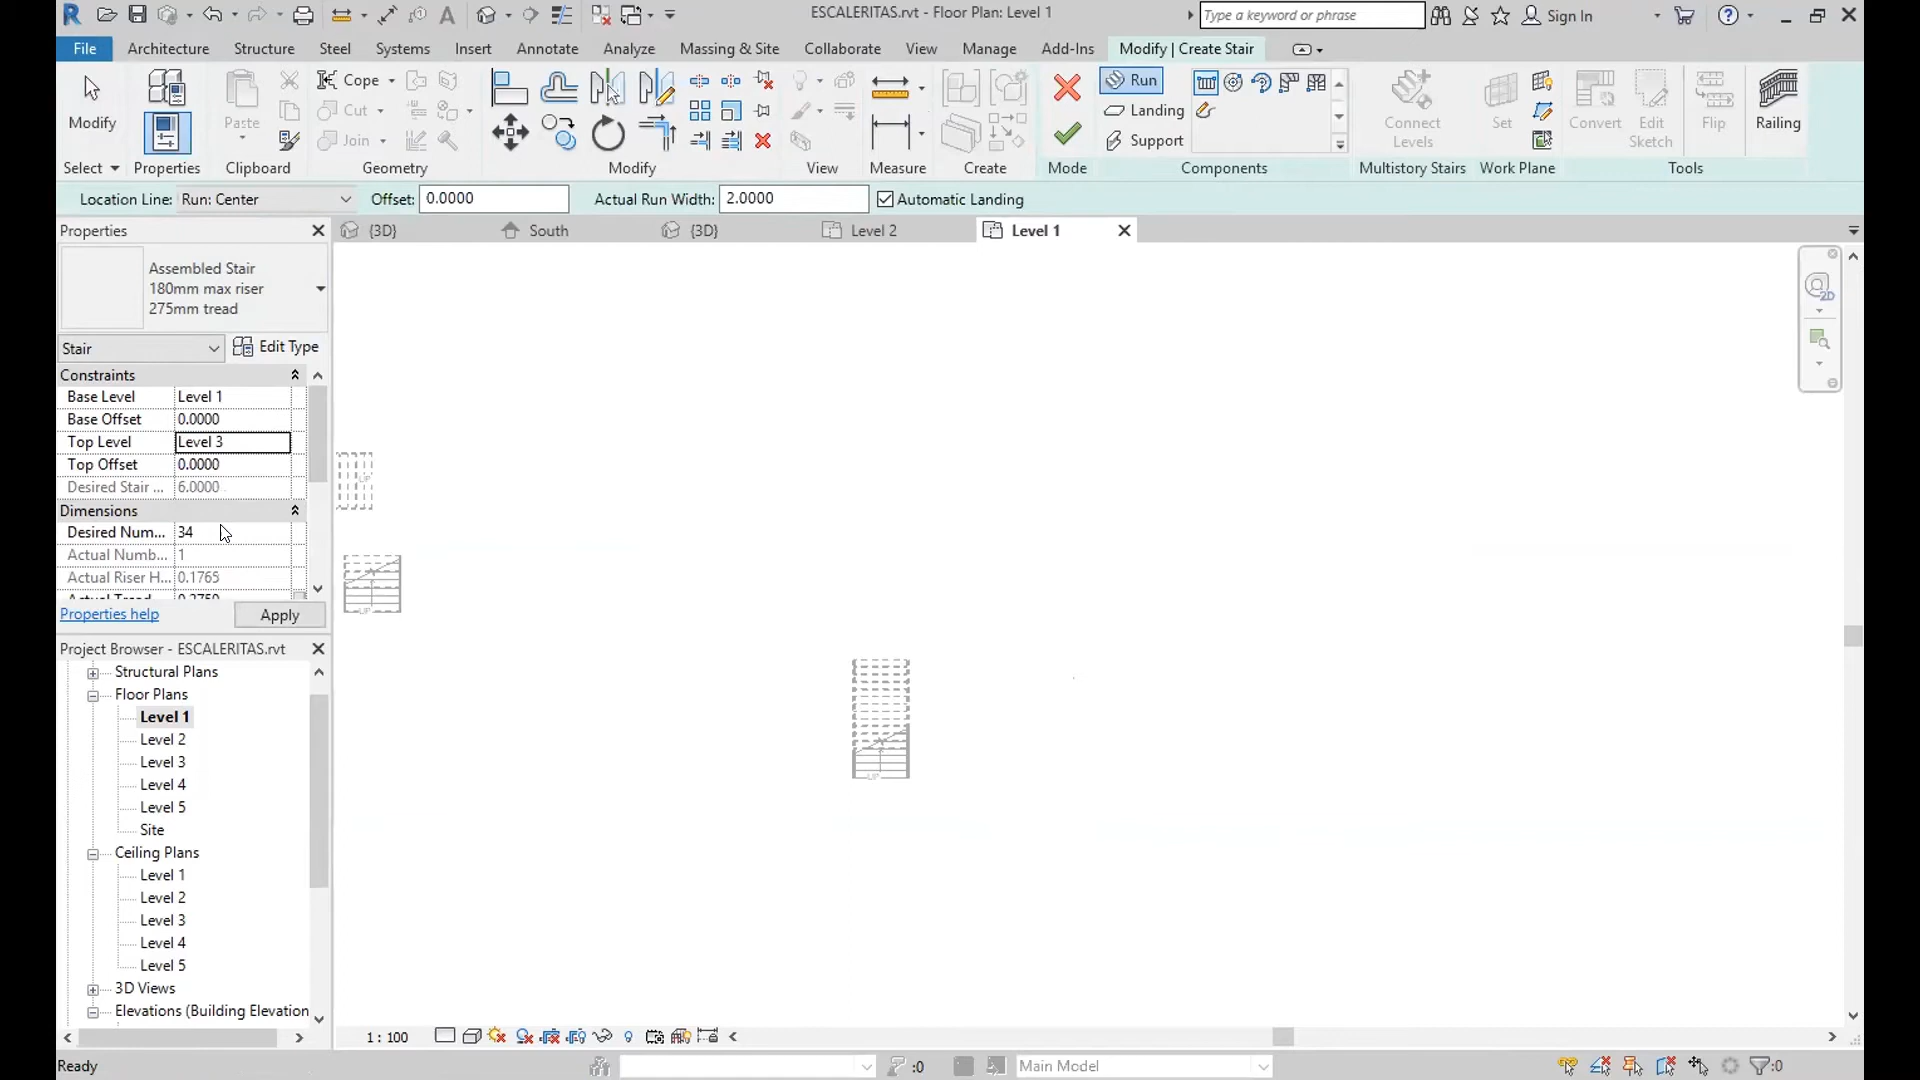 ESCALERITAS.rvt - Floor Plan: Level 1
Type a keyword or phrase
Sign In
File Architecture Structure Steel Systems Insert Annotate Analyze Massing & Site Collaborate View Manage Add-Ins Modify | Create Stair
Modify
Paste
Cope
Cut
Join
Run
Landing
Support
Connect Levels
Set
Convert
Edit Sketch
Flip
Railing
Select Properties Clipboard Geometry Modify View Measure Create Mode Components Multistory Stairs Work Plane Tools
Location Line: Run: Center Offset: 0.0000 Actual Run Width: 2.0000 Automatic Landing
Properties
{3D} South {3D} Level 2 Level 1
Assembled Stair
180mm max riser
275mm tread
Stair Edit Type
Constraints
Base Level Level 1
Base Offset 0.0000
Top Level Level 3
Top Offset 0.0000
Desired Stair ... 6.0000
Dimensions
Desired Num... 34
Actual Numb... 1
Actual Riser H... 0.1765
Actual Tread 0.2750
Properties help Apply
Project Browser - ESCALERITAS.rvt
Structural Plans
Floor Plans
Level 1
Level 2
Level 3
Level 4
Level 5
Site
Ceiling Plans
Level 1
Level 2
Level 3
Level 4
Level 5
3D Views
Elevations (Building Elevation
UP
UP
UP
2D
1 : 100
Ready
:0
Main Model
:0